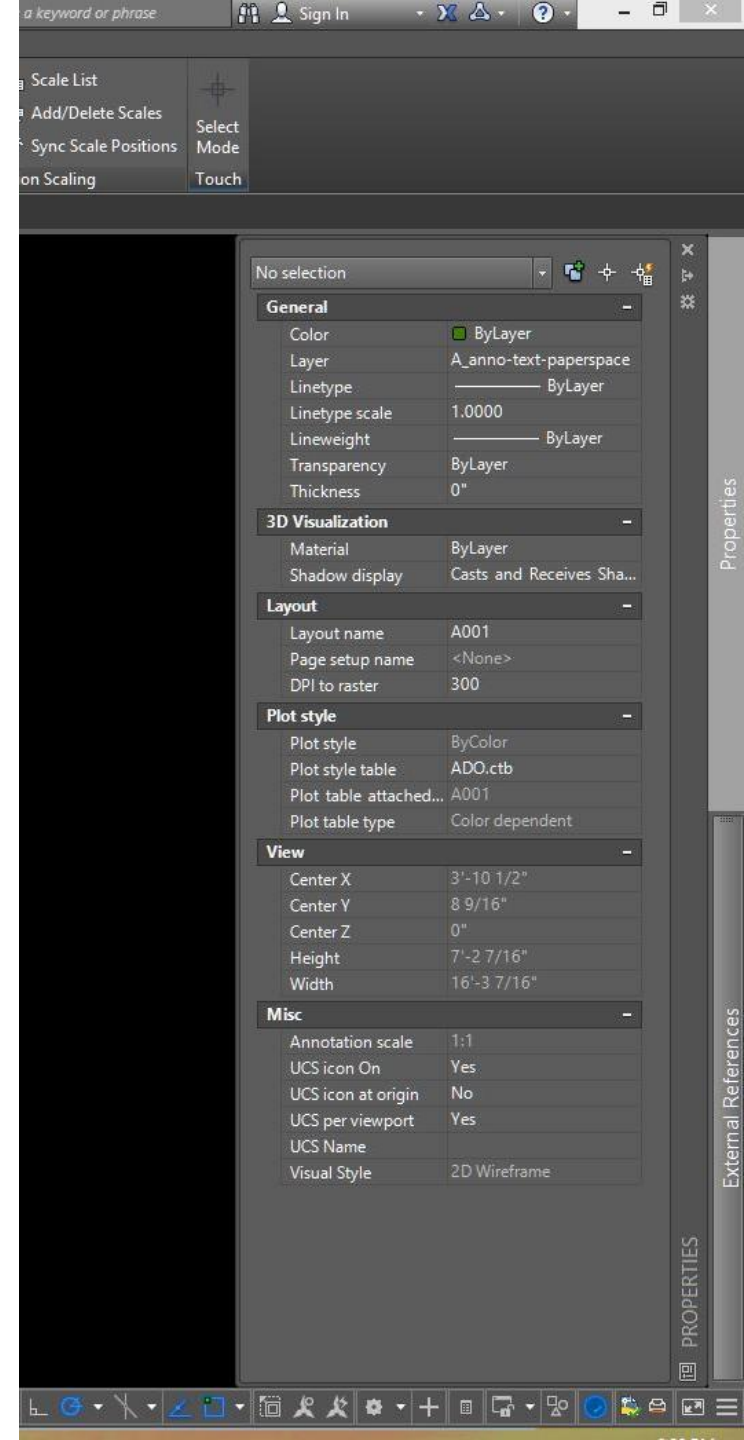 a keyword or phrase Sign In
Scale List
Add/Delete Scales
Sync Scale Positions
Select
Mode
on Scaling Touch
No selection
General
Color ByLayer
Layer A_anno-text-paperspace
Linetype ByLayer
Linetype scale 1.0000
Lineweight ByLayer
Transparency ByLayer
Thickness 0"
3D Visualization
Material ByLayer
Shadow display Casts and Receives Sha...
Layout
Layout name A001
Page setup name <None>
DPI to raster 300
Plot style
Plot style ByColor
Plot style table ADO.ctb
Plot table attached... A001
Plot table type Color dependent
View
Center X 3'-10 1/2"
Center Y 8 9/16"
Center Z 0"
Height 7'-2 7/16"
Width 16'-3 7/16"
Misc
Annotation scale 1:1
UCS icon On Yes
UCS icon at origin No
UCS per viewport Yes
UCS Name
Visual Style 2D Wireframe
PROPERTIES
Properties
External References